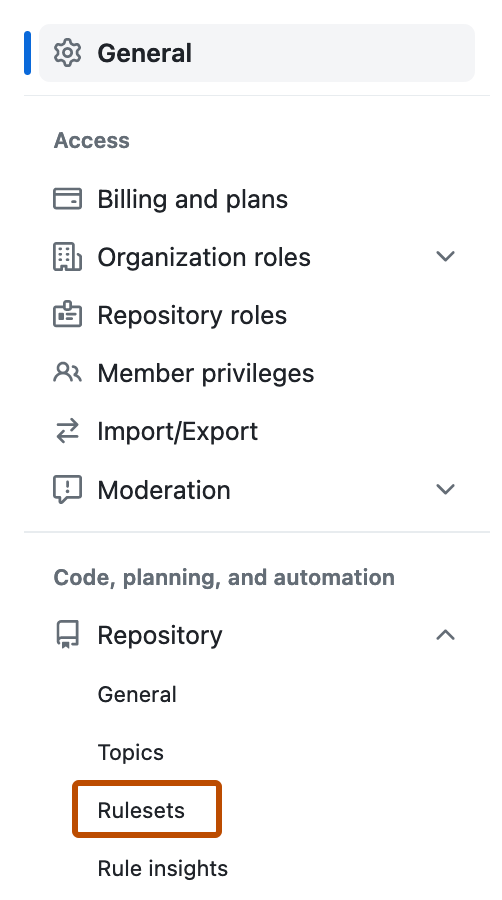 General
Access
Billing and plans
Organization roles
Repository roles
Member privileges
Import/Export
Moderation
Code, planning, and automation
Repository
General
Topics
Rulesets
Rule insights